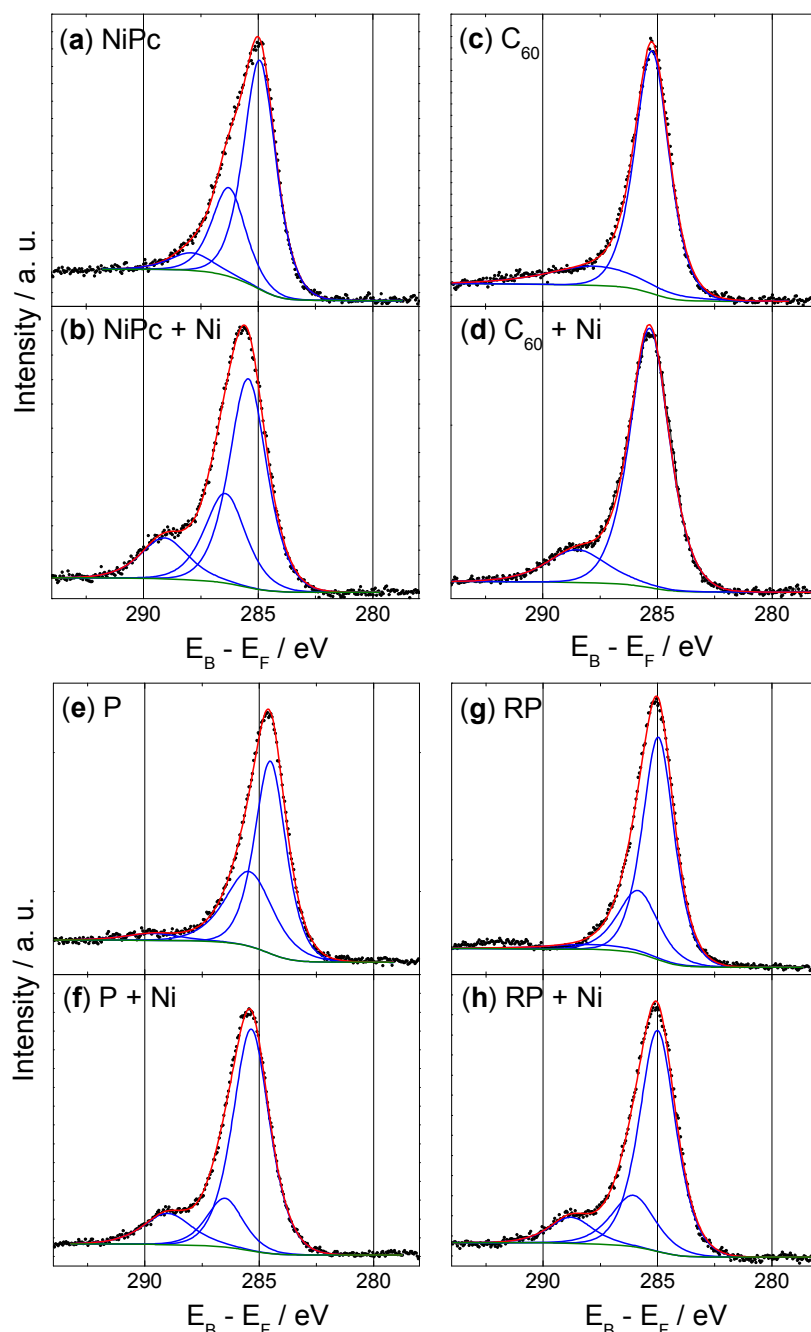 (a) NiPc
(c) C60
(b) NiPc + Ni
(d) C60 + Ni
Intensity / a. u.
290 285 280
290 285 280
EB - EF / eV
EB - EF / eV
(e) P
(g) RP
(f) P + Ni
(h) RP + Ni
Intensity / a. u.
290 285 280
290 285 280
EB - EF / eV
EB - EF / eV